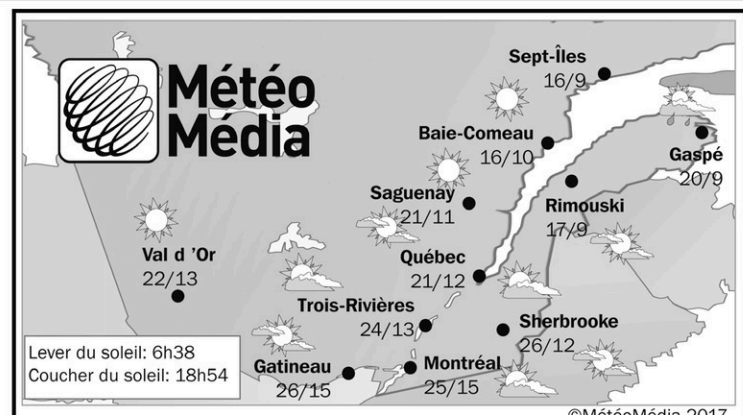 Météo
Média
Sept-Îles
16/9
Baie-Comeau
16/10
Gaspé
20/9
Saguenay
21/11
Rimouski
17/9
Val d 'Or
22/13
Québec
21/12
Trois-Rivières
24/13
Sherbrooke
26/12
Lever du soleil: 6h38
Coucher du soleil: 18h54
Gatineau
26/15
Montréal
25/15
©MétéoMédia 2017